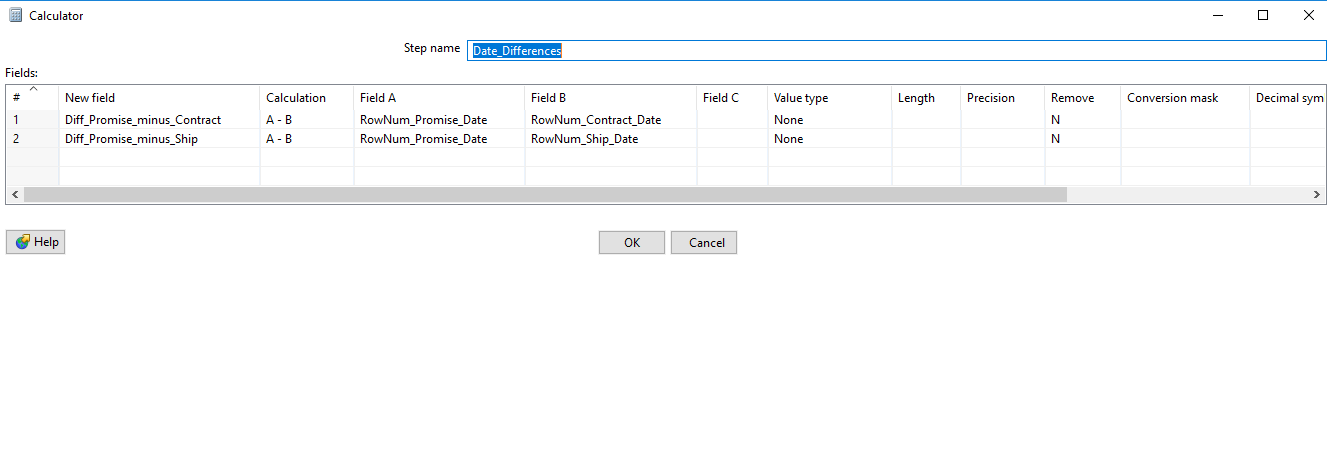 Calculator
Step name Date_Differences
Fields:
# New field Calculation Field A Field B Field C Value type Length Precision Remove Conversion mask Decimal sym
1 Diff_Promise_minus_Contract A - B RowNum_Promise_Date RowNum_Contract_Date None N
2 Diff_Promise_minus_Ship A - B RowNum_Promise_Date RowNum_Ship_Date None N
Help OK Cancel